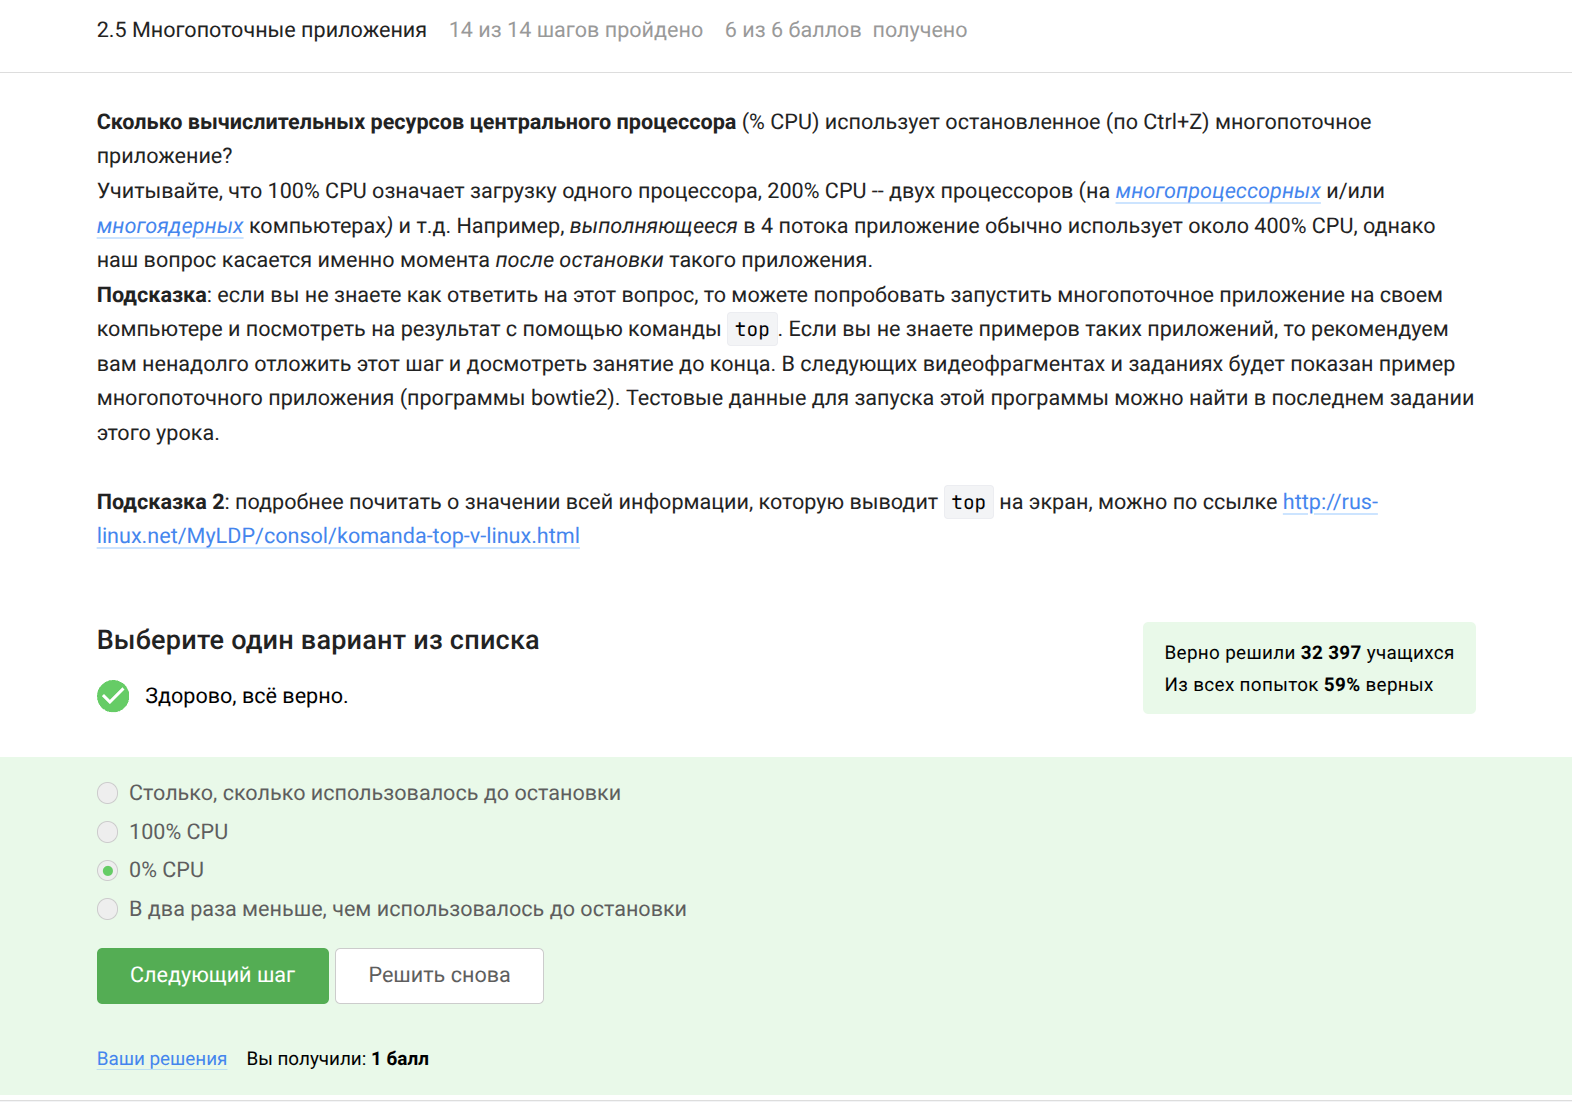 2.5 Многопоточные приложения 14 из 14 шагов пройдено 6 из 6 баллов получено
Сколько вычислительных ресурсов центрального процессора (% CPU) использует остановленное (по Ctrl+Z) многопоточное
приложение?
Учитывайте, что 100% CPU означает загрузку одного процессора, 200% CPU -- двух процессоров (на многопроцессорных и/или
многоядерных компьютерах) и т.д. Например, выполняющееся в 4 потока приложение обычно использует около 400% CPU, однако
наш вопрос касается именно момента после остановки такого приложения.
Подсказка: если вы не знаете как ответить на этот вопрос, то можете попробовать запустить многопоточное приложение на своем
компьютере и посмотреть на результат с помощью команды top. Если вы не знаете примеров таких приложений, то рекомендуем
вам ненадолго отложить этот шаг и досмотреть занятие до конца. В следующих видеофрагментах и заданиях будет показан пример
многопоточного приложения (программы bowtie2). Тестовые данные для запуска этой программы можно найти в последнем задании
этого урока.
Подсказка 2: подробнее почитать о значении всей информации, которую выводит top на экран, можно по ссылке http://rus-
linux.net/MyLDP/consol/komanda-top-v-linux.html
Выберите один вариант из списка
Здорово, всё верно.
Верно решили 32 397 учащихся
Из всех попыток 59% верных
Столько, сколько использовалось до остановки
100% CPU
0% CPU
В два раза меньше, чем использовалось до остановки
Следующий шаг Решить снова
Ваши решения Вы получили: 1 балл